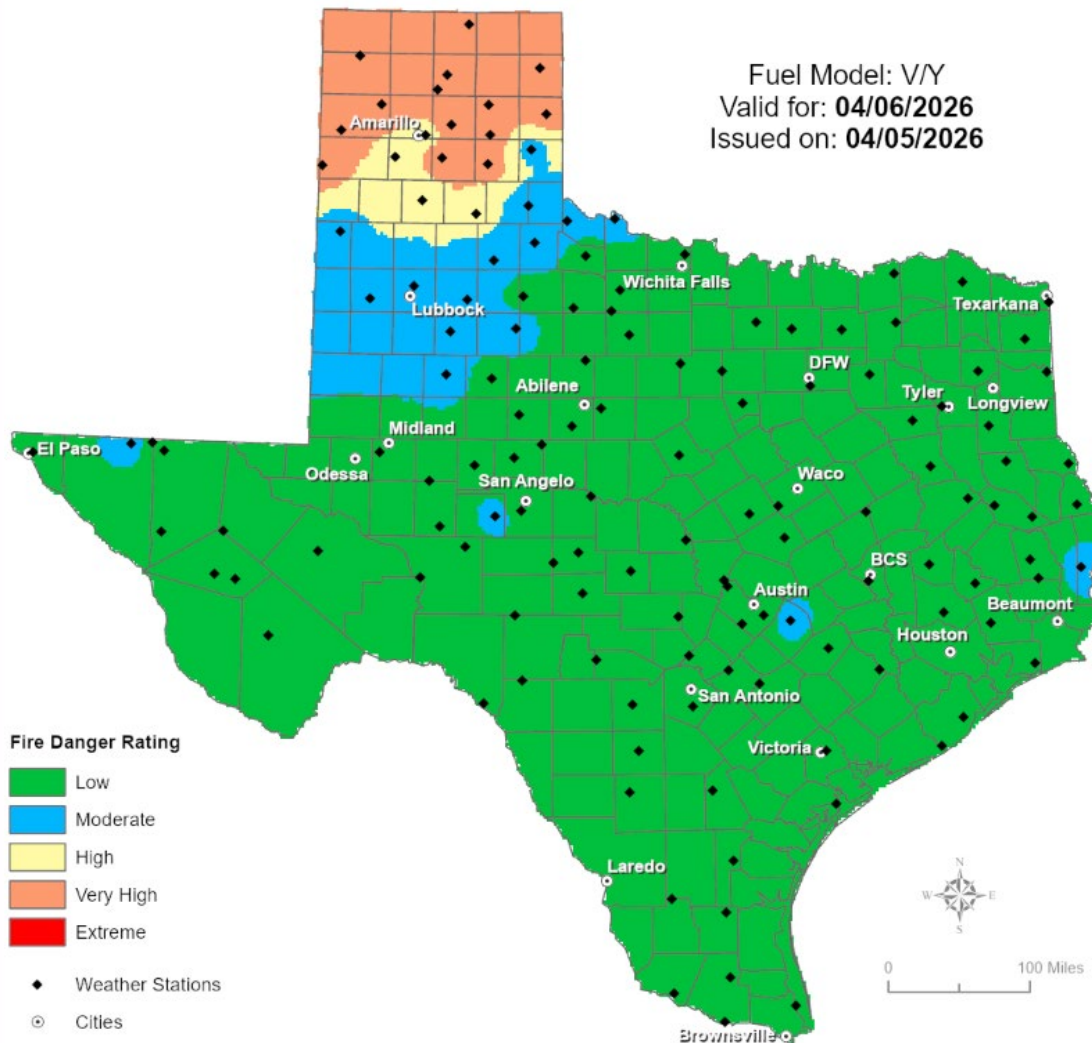 Fuel Model: V/Y
Valid for: 04/06/2026
Issued on: 04/05/2026
Amarillo
Lubbock
Wichita Falls
Texarkana
DFW
Abilene
Tyler
Longview
El Paso
Midland
Odessa
San Angelo
Waco
BCS
Austin
Beaumont
Houston
San Antonio
Victoria
Laredo
Brownsville
Fire Danger Rating
Low
Moderate
High
Very High
Extreme
Weather Stations
Cities
N
W E
S
0 100 Miles